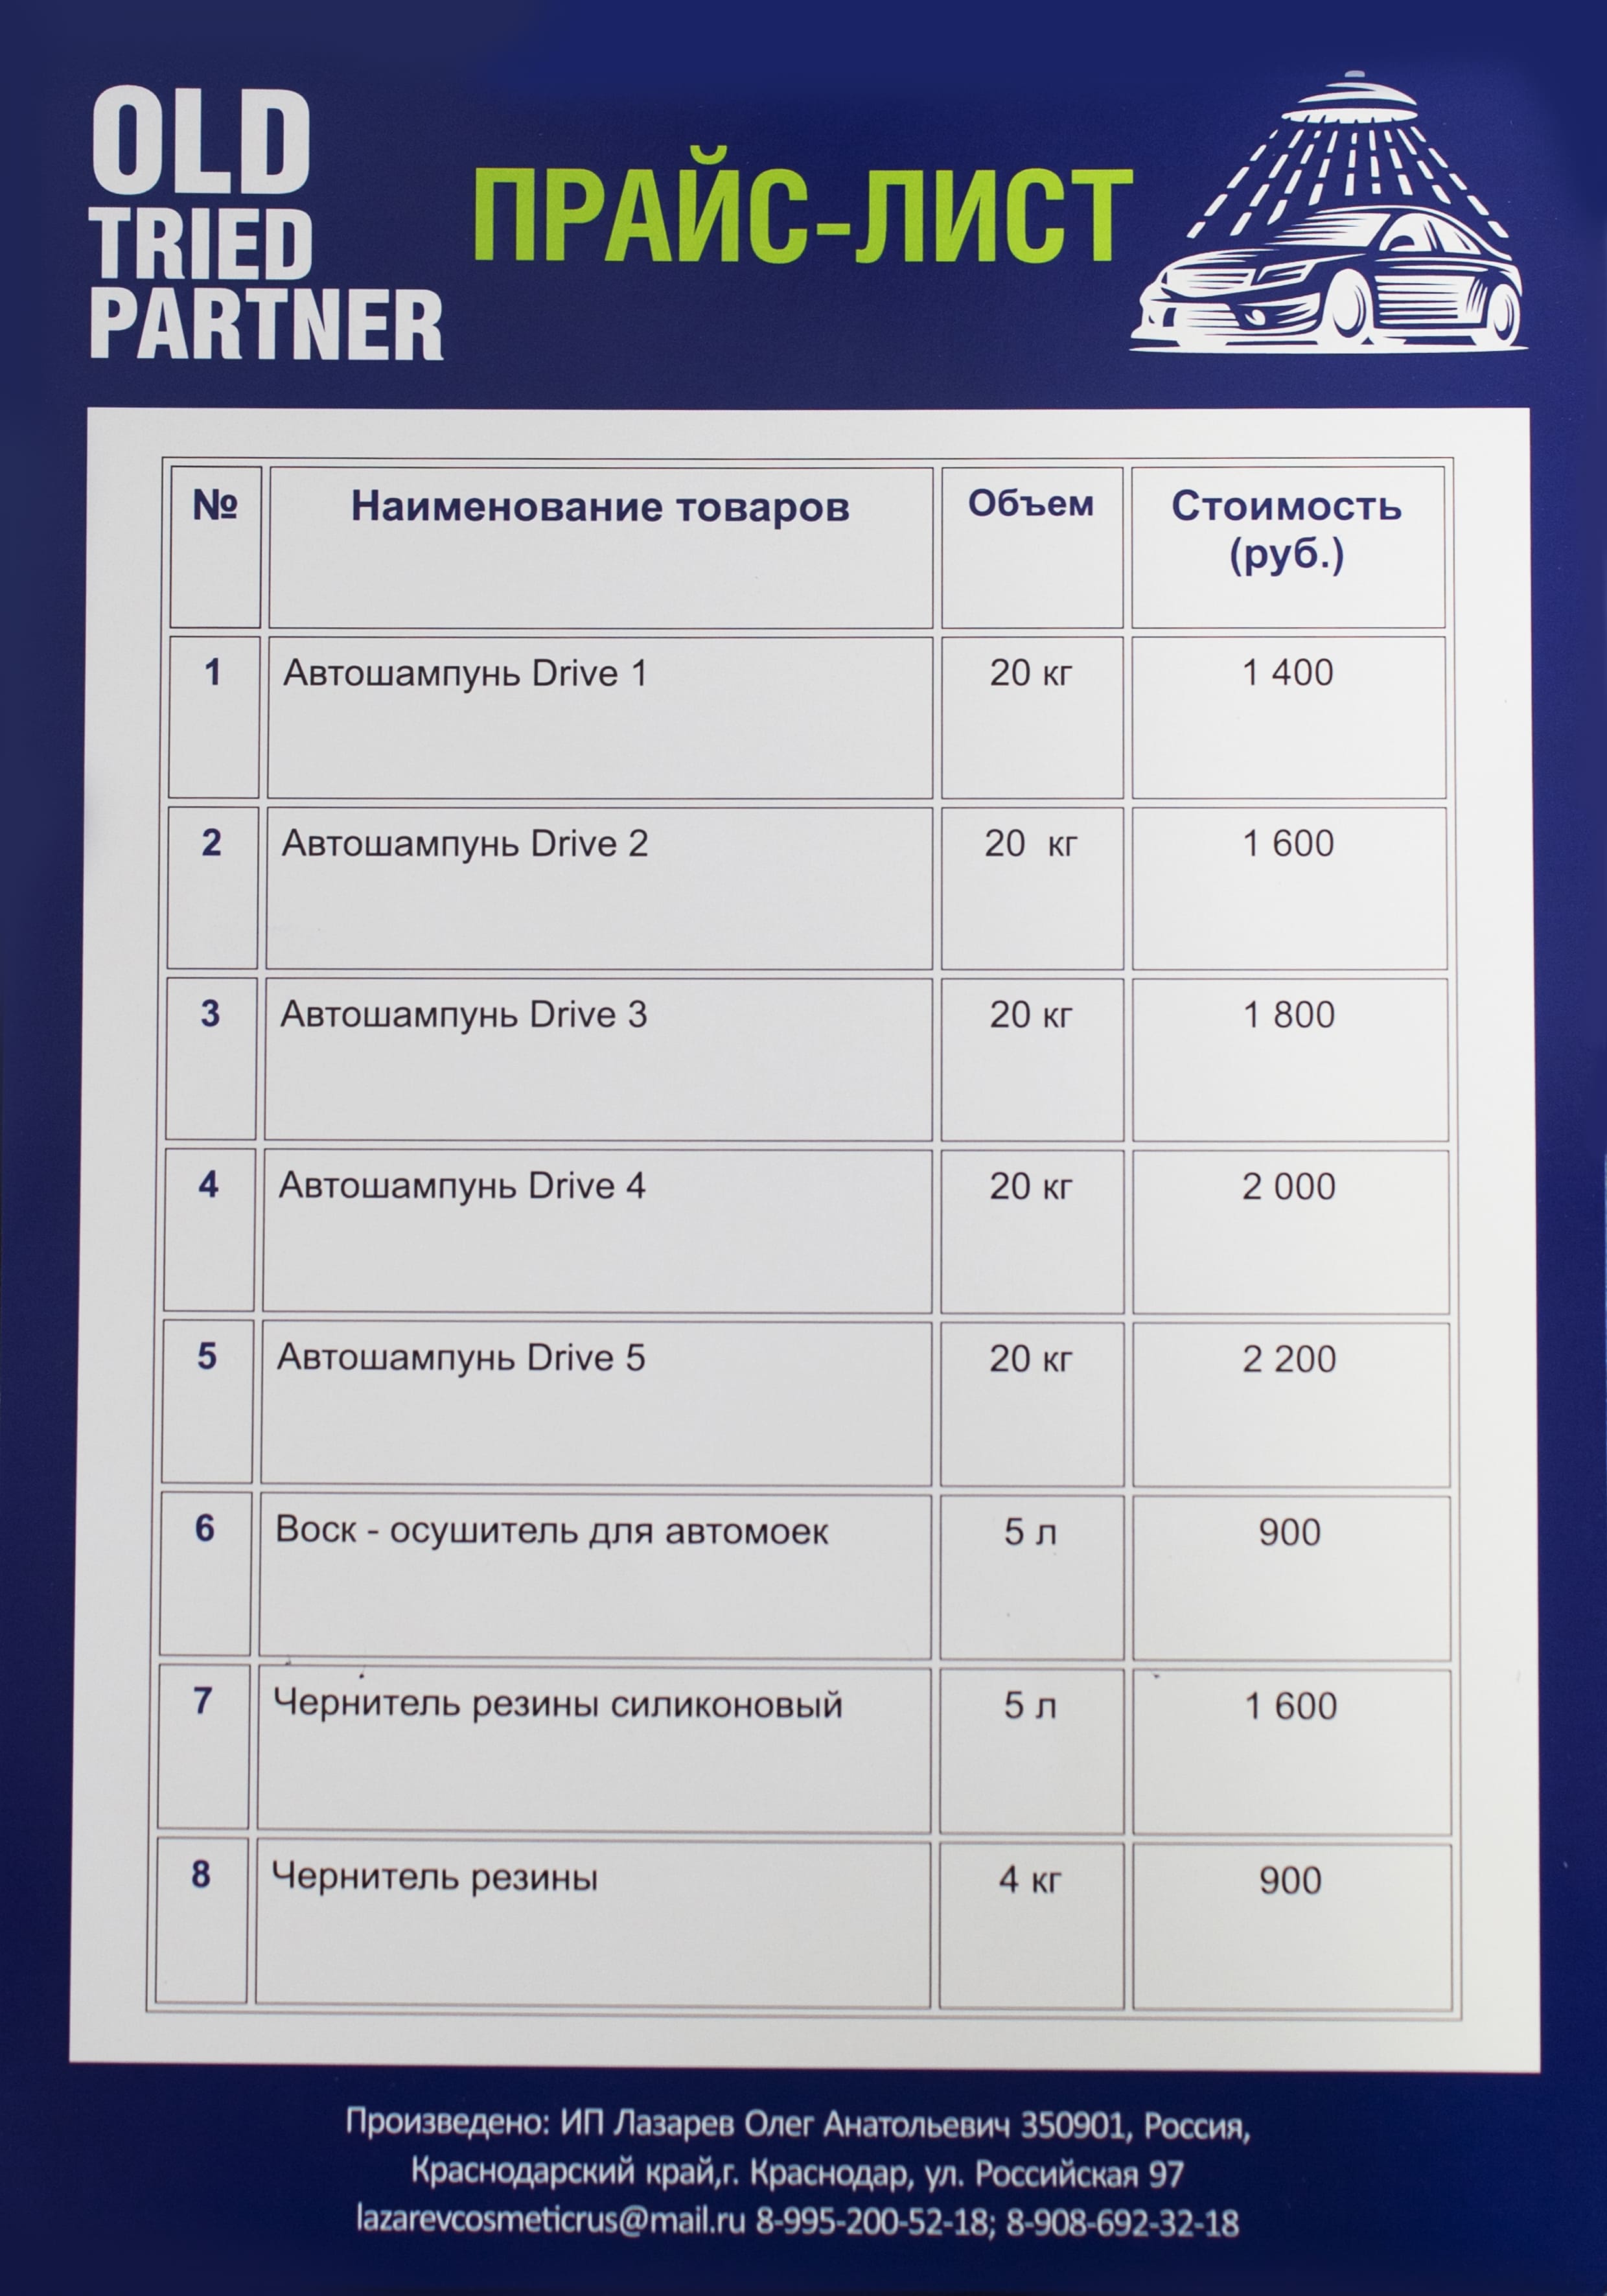 OLD
TRIED
PARTNER
ПРАЙС-ЛИСТ
№ Наименование товаров Объем Стоимость
(руб.)
1 Автошампунь Drive 1 20 кг 1 400
2 Автошампунь Drive 2 20 кг 1 600
3 Автошампунь Drive 3 20 кг 1 800
4 Автошампунь Drive 4 20 кг 2 000
5 Автошампунь Drive 5 20 кг 2 200
6 Воск - осушитель для автомоек 5 л 900
7 Чернитель резины силиконовый 5 л 1 600
8 Чернитель резины 4 кг 900
Произведено: ИП Лазарев Олег Анатольевич 350901, Россия,
Краснодарский край,г. Краснодар, ул. Российская 97
lazarevcosmeticrus@mail.ru 8-995-200-52-18; 8-908-692-32-18